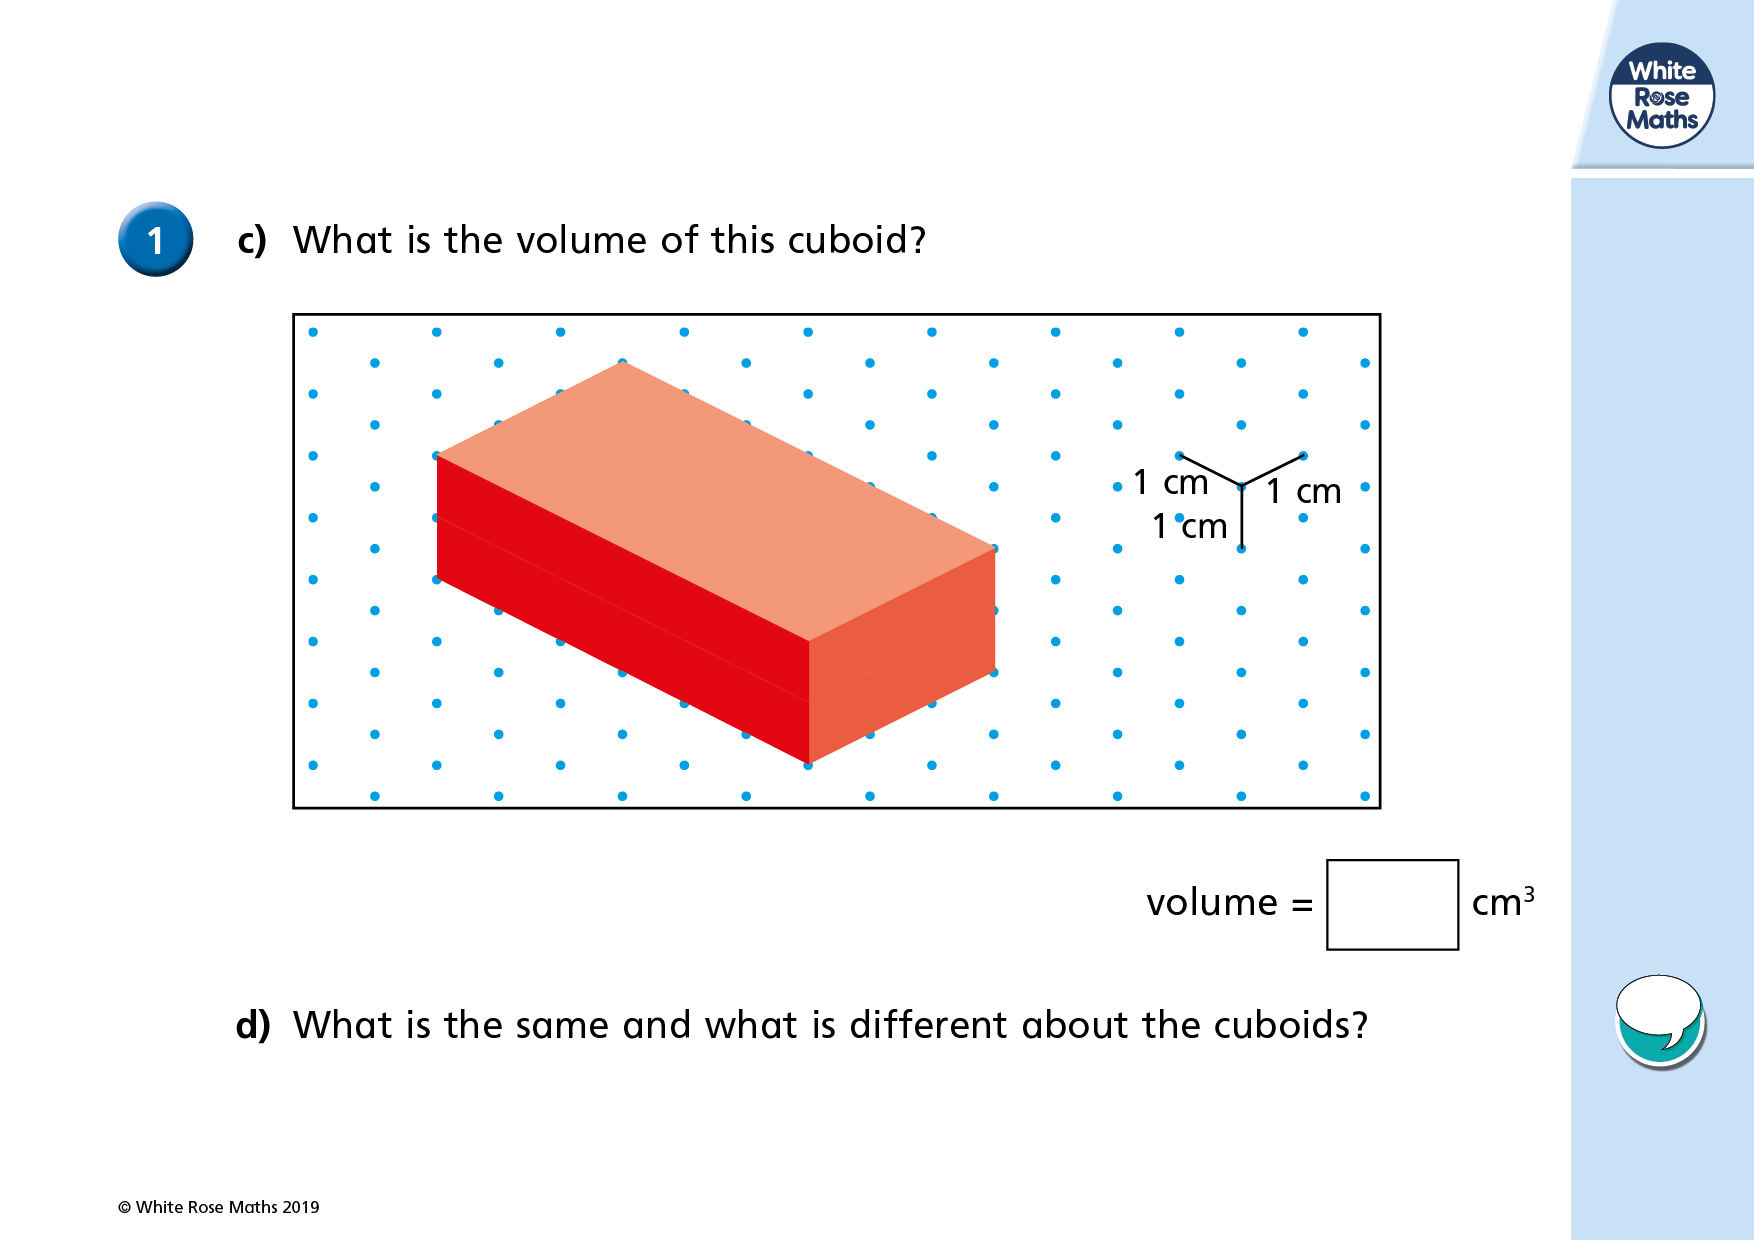 White
Rose
Maths
1 c) What is the volume of this cuboid?
1 cm 1 cm
1 cm
volume = cm³
d) What is the same and what is different about the cuboids?
© White Rose Maths 2019